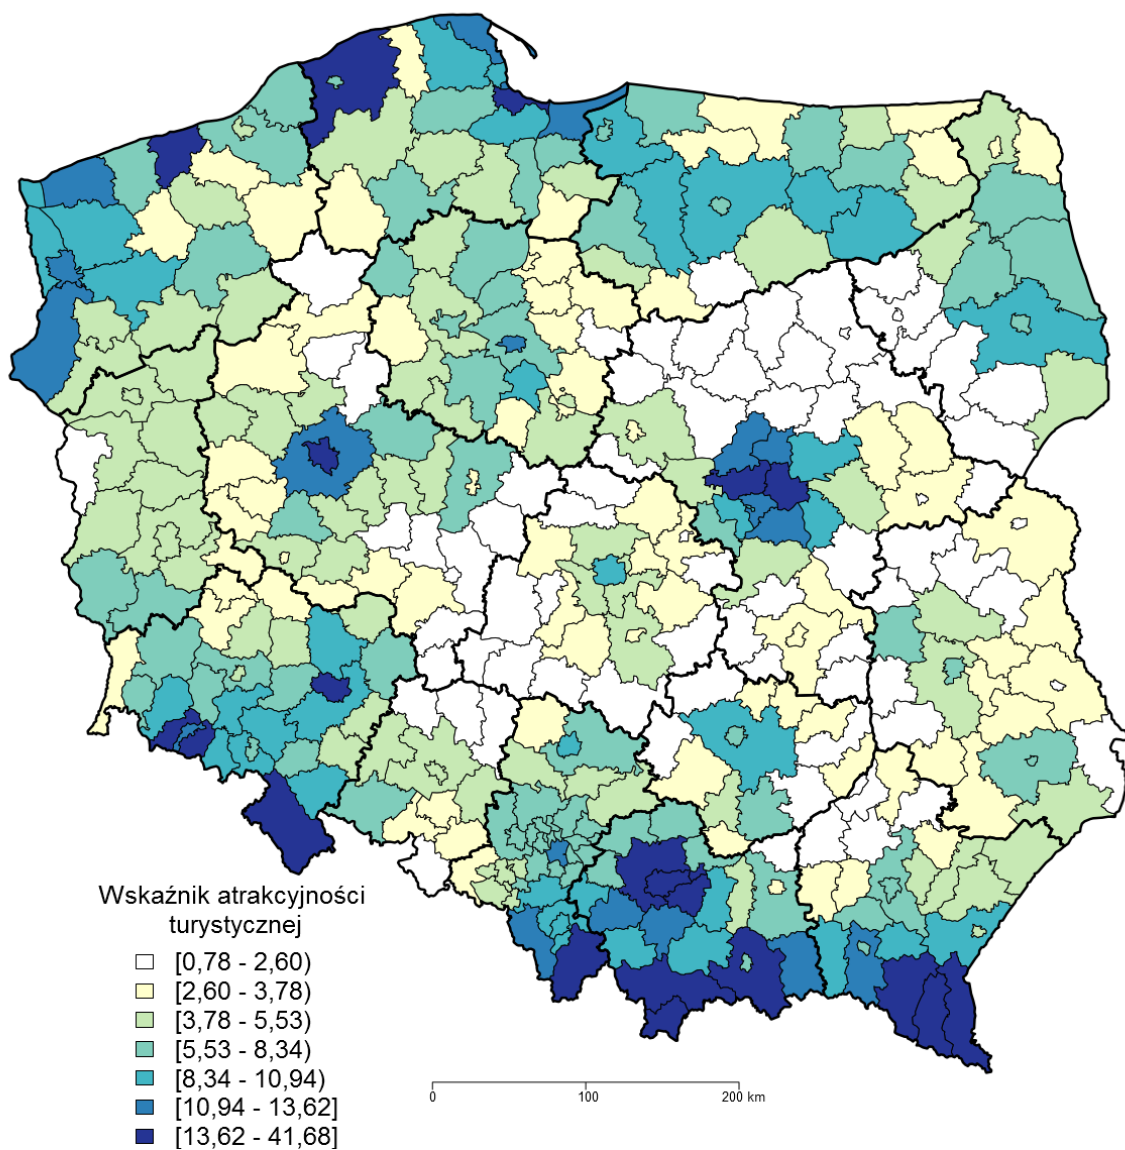 Wskaźnik atrakcyjności
turystycznej
[0,78 - 2,60)
[2,60 - 3,78)
[3,78 - 5,53)
[5,53 - 8,34)
[8,34 - 10,94)
[10,94 - 13,62]
[13,62 - 41,68]
0 100 200 km